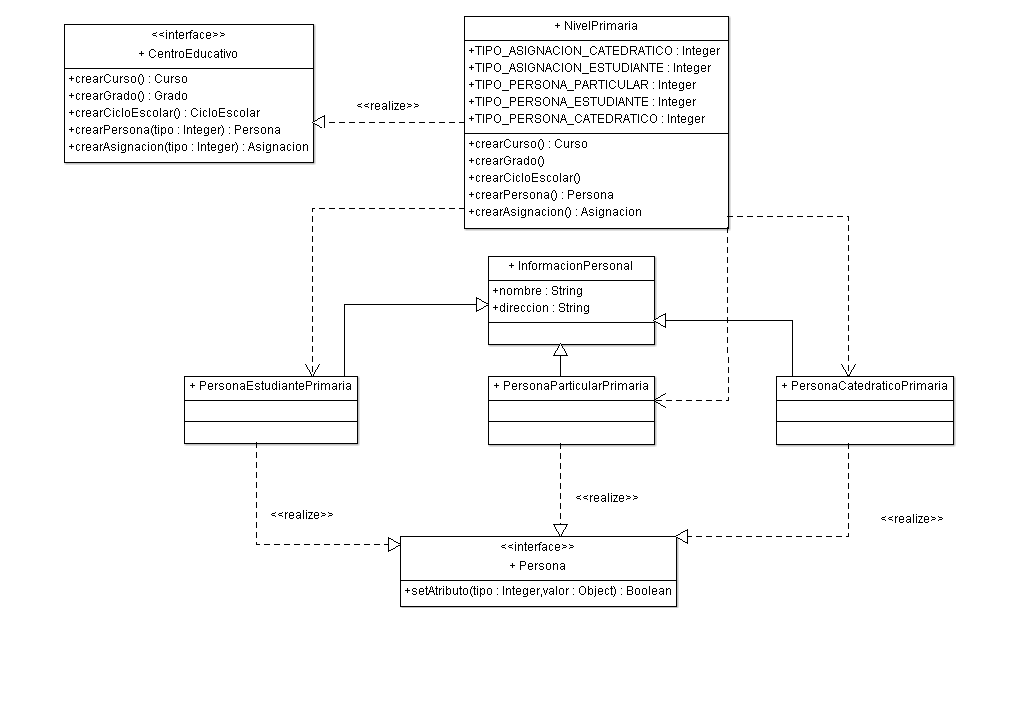 <<interface>>
+ CentroEducativo
+crearCurso() : Curso
+crearGrado() : Grado
+crearCicloEscolar() : CicloEscolar
+crearPersona(tipo : Integer) : Persona
+crearAsignacion(tipo : Integer) : Asignacion
<<realize>>
+ NivelPrimaria
+TIPO_ASIGNACION_CATEDRATICO : Integer
+TIPO_ASIGNACION_ESTUDIANTE : Integer
+TIPO_PERSONA_PARTICULAR : Integer
+TIPO_PERSONA_ESTUDIANTE : Integer
+TIPO_PERSONA_CATEDRATICO : Integer
+crearCurso() : Curso
+crearGrado()
+crearCicloEscolar()
+crearPersona() : Persona
+crearAsignacion() : Asignacion
+ InformacionPersonal
+nombre : String
+direccion : String
+ PersonaEstudiantePrimaria
+ PersonaParticularPrimaria
+ PersonaCatedraticoPrimaria
<<realize>>
<<realize>>
<<realize>>
<<interface>>
+ Persona
+setAtributo(tipo : Integer,valor : Object) : Boolean